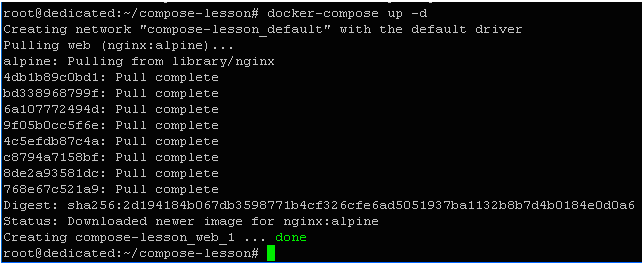 root@dedicated:~/compose-lesson# docker-compose up -d
Creating network "compose-lesson_default" with the default driver
Pulling web (nginx:alpine)...
alpine: Pulling from library/nginx
4db1b89c0bd1: Pull complete
bd338968799f: Pull complete
6a107772494d: Pull complete
9f05b0cc5f6e: Pull complete
4c5efdb87c4a: Pull complete
c8794a7158bf: Pull complete
8de2a93581dc: Pull complete
768e67c521a9: Pull complete
Digest: sha256:2d194184b067db3598771b4cf326cfe6ad5051937ba1132b8b7d4b0184e0d0a6
Status: Downloaded newer image for nginx:alpine
Creating compose-lesson_web_1 ... done
root@dedicated:~/compose-lesson#